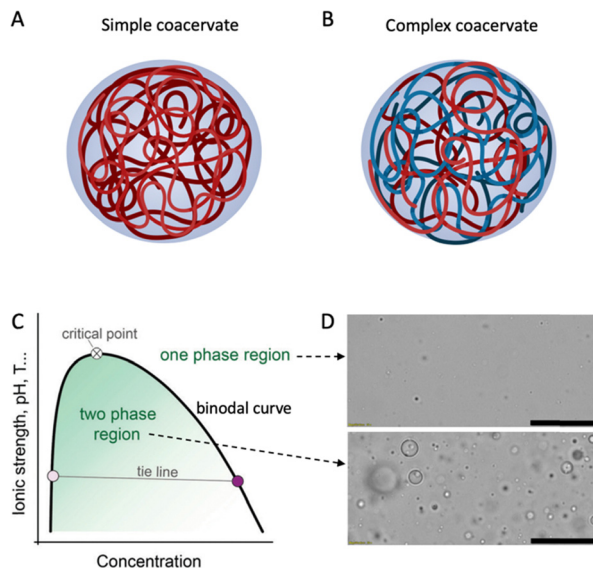 A
Simple coacervate
B
Complex coacervate
C
Ionic strength, pH, T...
critical point
one phase region
two phase
region
binodal curve
tie line
Concentration
D